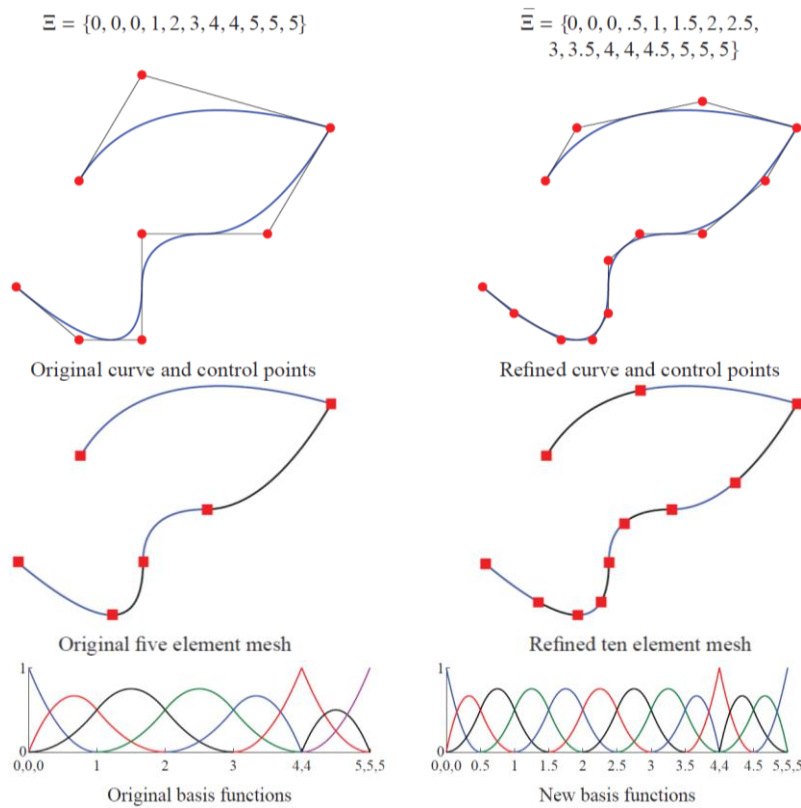 Ξ = {0, 0, 0, 1, 2, 3, 4, 4, 5, 5, 5}
Ξ̄ = {0, 0, 0, .5, 1, 1.5, 2, 2.5,
3, 3.5, 4, 4, 4.5, 5, 5, 5}
Original curve and control points
Refined curve and control points
Original five element mesh
Refined ten element mesh
1
0
0,0,0 1 2 3 4,4 5,5,5
Original basis functions
1
0
0,0,0 0.5 1 1.5 2 2.5 3 3.5 4,4 4.5 5,5,5
New basis functions